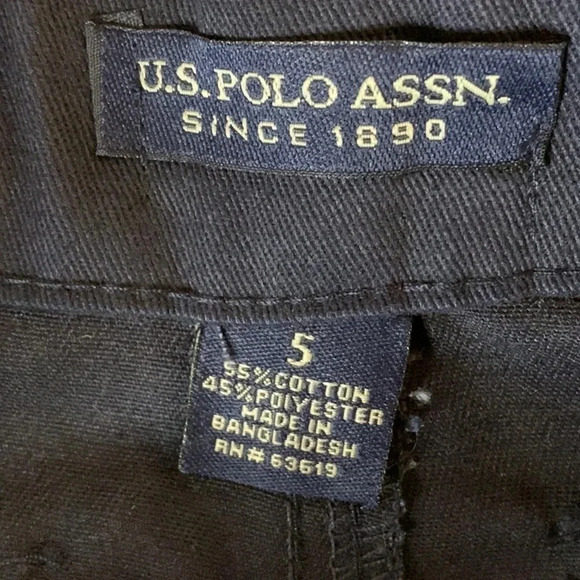 U.S. POLO ASSN.
SINCE 1890
5
55% COTTON
45% POLYESTER
MADE IN
BANGLADESH
RN# 63619